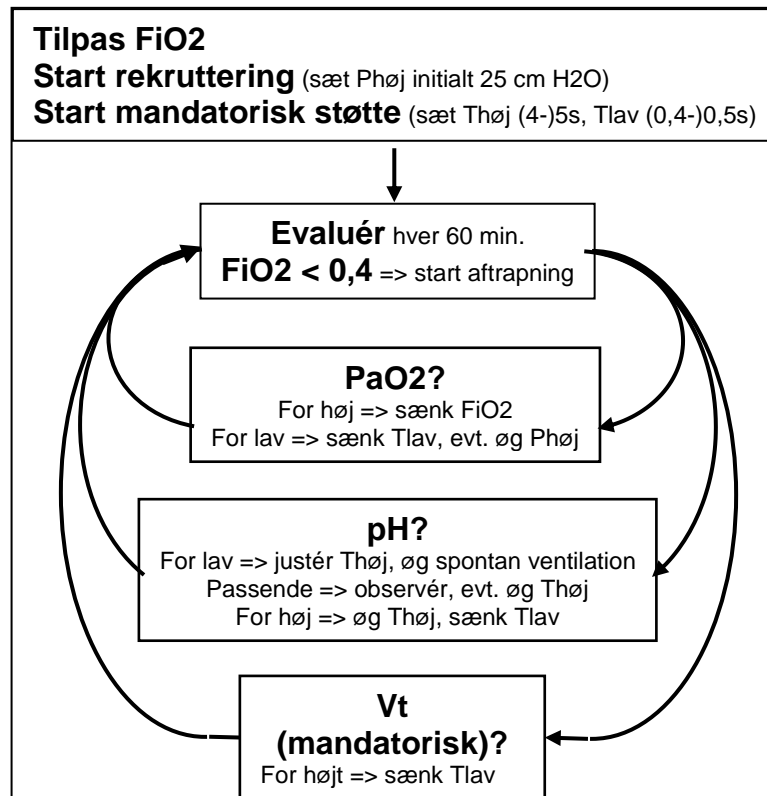 Tilpas FiO2
Start rekruttering (sæt Phøj initialt 25 cm H2O)
Start mandatorisk støtte (sæt Thøj (4-)5s, Tlav (0,4-)0,5s)
Evaluér hver 60 min.
FiO2 < 0,4 => start aftrapning
PaO2?
For høj => sænk FiO2
For lav => sænk Tlav, evt. øg Phøj
pH?
For lav => justér Thøj, øg spontan ventilation
Passende => observér, evt. øg Thøj
For høj => øg Thøj, sænk Tlav
Vt
(mandatorisk)?
For højt => sænk Tlav